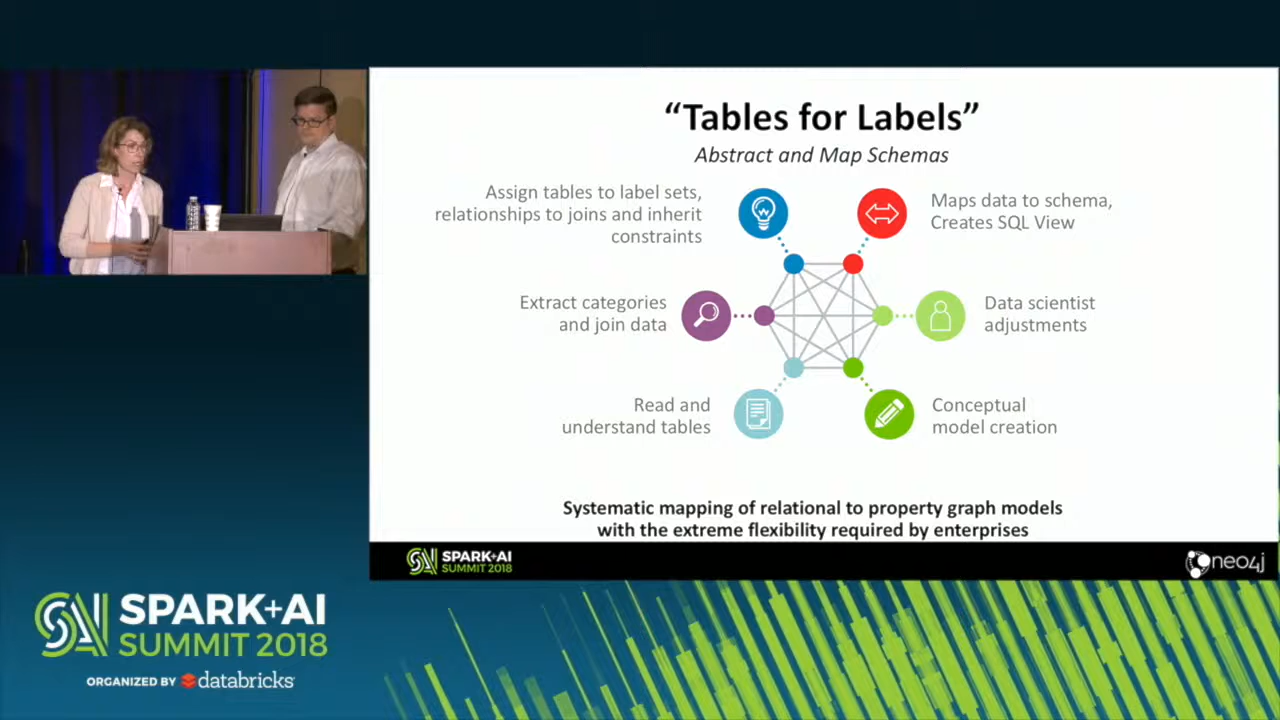 “Tables for Labels”
Abstract and Map Schemas
Assign tables to label sets,
relationships to joins and inherit
constraints
Maps data to schema,
Creates SQL View
Extract categories
and join data
Data scientist
adjustments
Read and
understand tables
Conceptual
model creation
Systematic mapping of relational to property graph models
with the extreme flexibility required by enterprises
SPARK+AI
SUMMIT 2018
neo4j
SPARK+AI
SUMMIT 2018
ORGANIZED BY databricks